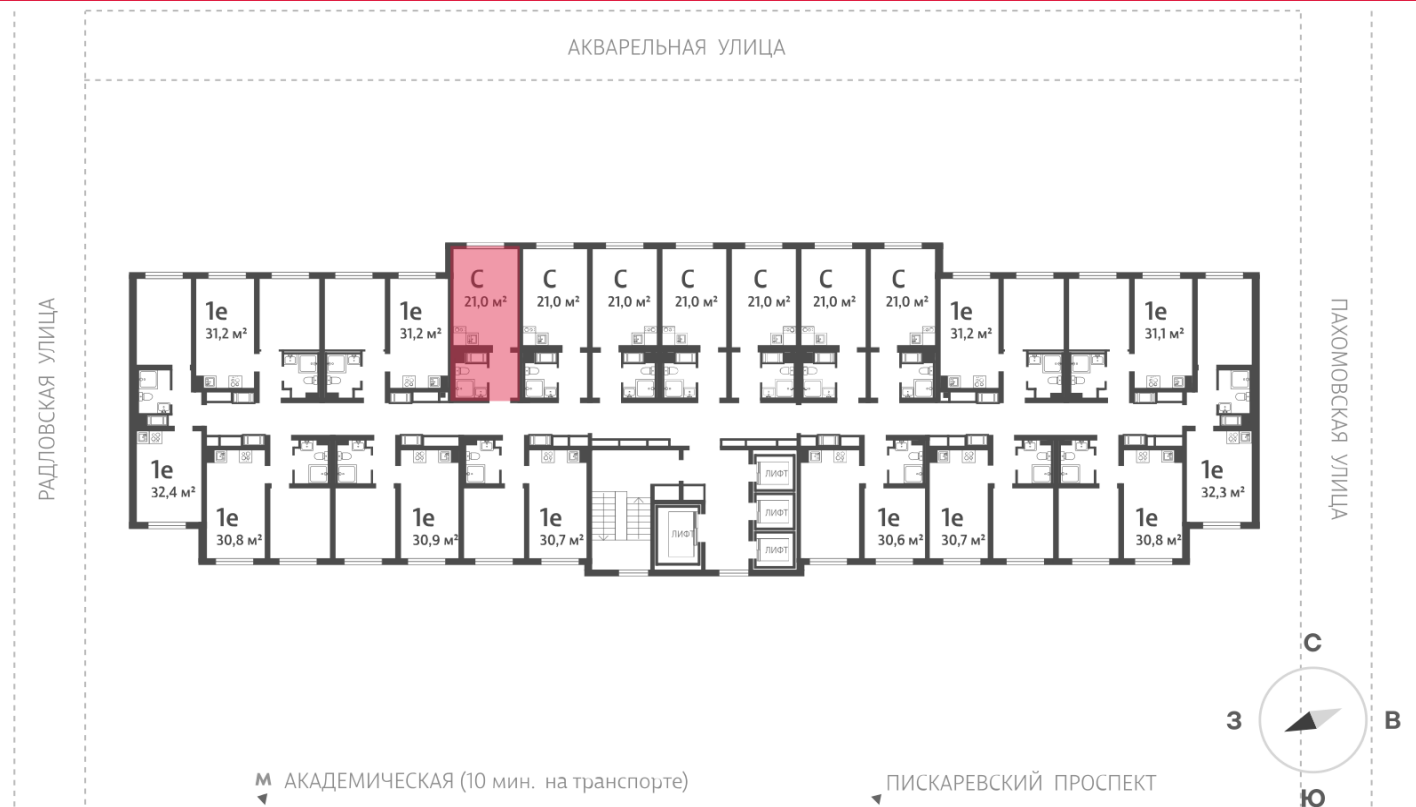 АКВАРЕЛЬНАЯ УЛИЦА
РАДЛОВСКАЯ УЛИЦА
ПАХОМОВСКАЯ УЛИЦА
1е
31,2 м²
1е
31,2 м²
С
21,0 м²
С
21,0 м²
С
21,0 м²
С
21,0 м²
С
21,0 м²
С
21,0 м²
С
21,0 м²
1е
31,2 м²
1е
31,1 м²
1е
32,4 м²
1е
30,8 м²
1е
30,9 м²
1е
30,7 м²
ЛИФТ
ЛИФТ
ЛИФТ
ЛИФТ
1е
30,6 м²
1е
30,7 м²
1е
30,8 м²
1е
32,3 м²
С
З
В
Ю
М АКАДЕМИЧЕСКАЯ (10 мин. на транспорте)
ПИСКАРЕВСКИЙ ПРОСПЕКТ